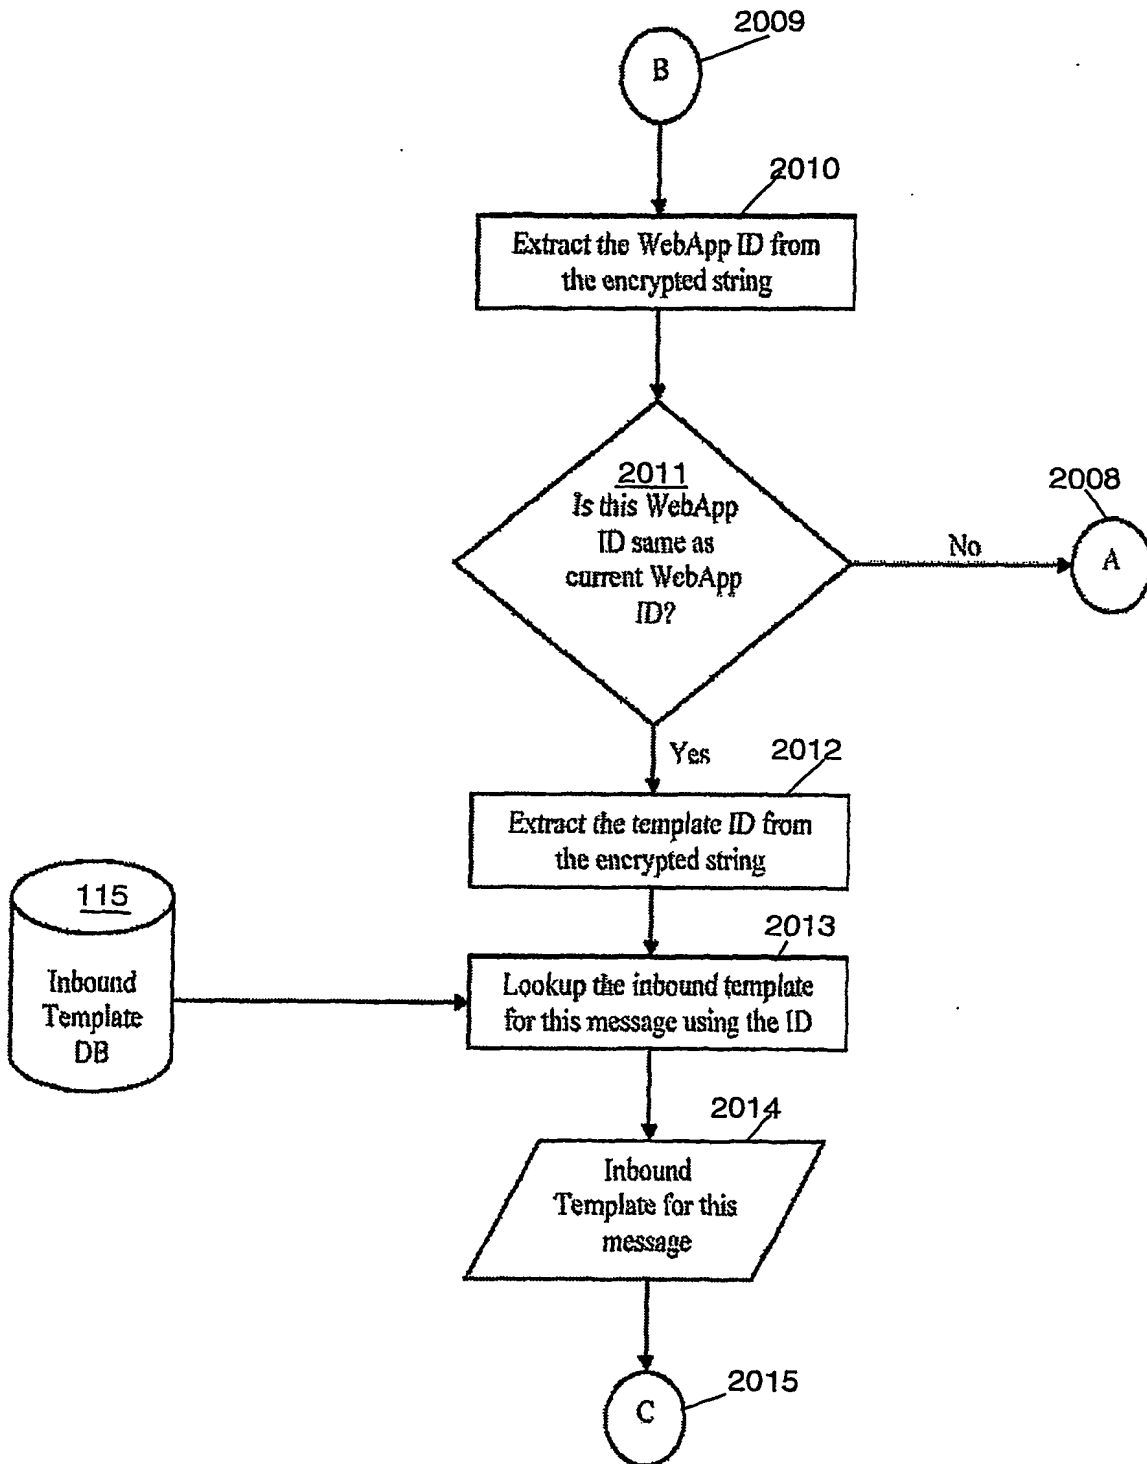 2009
B
2010
Extract the WebApp ID from
the encrypted string
2011
Is this WebApp
ID same as
current WebApp
ID?
No
2008
A
Yes
2012
Extract the template ID from
the encrypted string
115
Inbound
Template
DB
2013
Lookup the inbound template
for this message using the ID
2014
Inbound
Template for this
message
C
2015